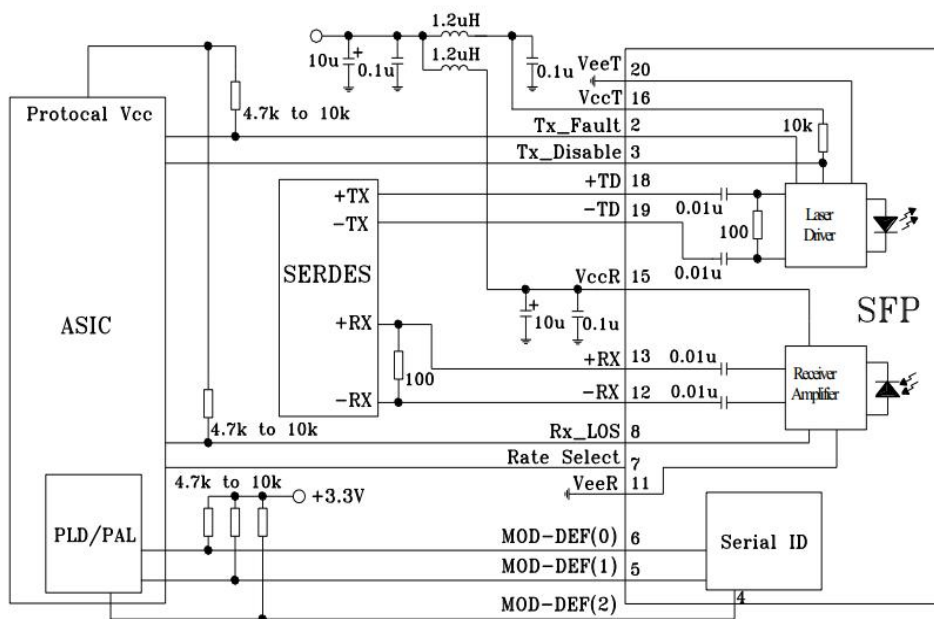 1.2uH
1.2uH
10u
+
0.1u
0.1u
VeeT 20
VccT 16
Protocal Vcc
4.7k to 10k
Tx_Fault 2
10k
Tx_Disable 3
+TD 18
-TD 19
0.01u
0.01u
100
Laser
Driver
+TX
-TX
SERDES
VccR 15
SFP
+
10u
0.1u
ASIC
+RX
100
-RX
+RX 13
0.01u
-RX 12
0.01u
Receiver
Amplifier
4.7k to 10k
Rx_LOS 8
Rate Select 7
VeeR 11
4.7k to 10k
+3.3V
PLD/PAL
MOD-DEF(0) 6
MOD-DEF(1) 5
MOD-DEF(2) 4
Serial ID